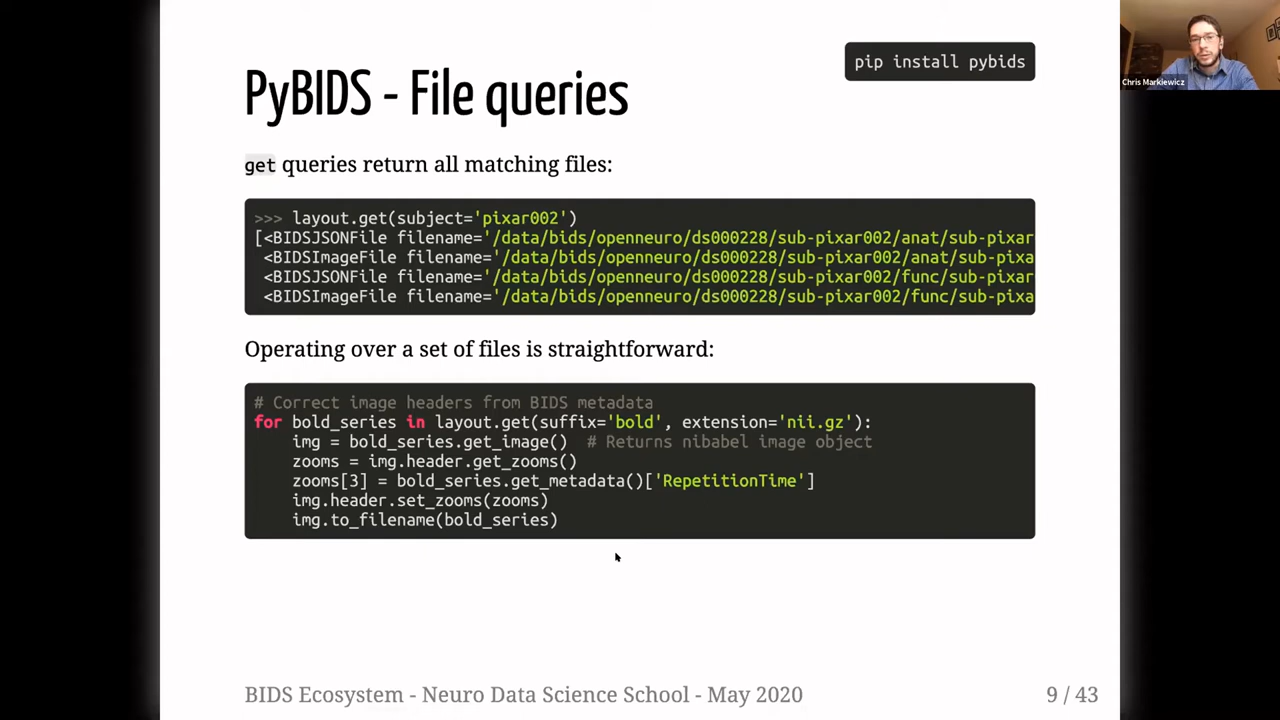 pip install pybids
Chris Markiewicz
PyBIDS - File queries
get queries return all matching files:
>>> layout.get(subject='pixar002')
[<BIDSJSONFile filename='/data/bids/openneuro/ds000228/sub-pixar002/anat/sub-pixar
<BIDSImageFile filename='/data/bids/openneuro/ds000228/sub-pixar002/anat/sub-pixa
<BIDSJSONFile filename='/data/bids/openneuro/ds000228/sub-pixar002/func/sub-pixar
<BIDSImageFile filename='/data/bids/openneuro/ds000228/sub-pixar002/func/sub-pixa
Operating over a set of files is straightforward:
# Correct image headers from BIDS metadata
for bold_series in layout.get(suffix='bold', extension='nii.gz'):
img = bold_series.get_image()  # Returns nibabel image object
zooms = img.header.get_zooms()
zooms[3] = bold_series.get_metadata()['RepetitionTime']
img.header.set_zooms(zooms)
img.to_filename(bold_series)
BIDS Ecosystem - Neuro Data Science School - May 2020
9 / 43